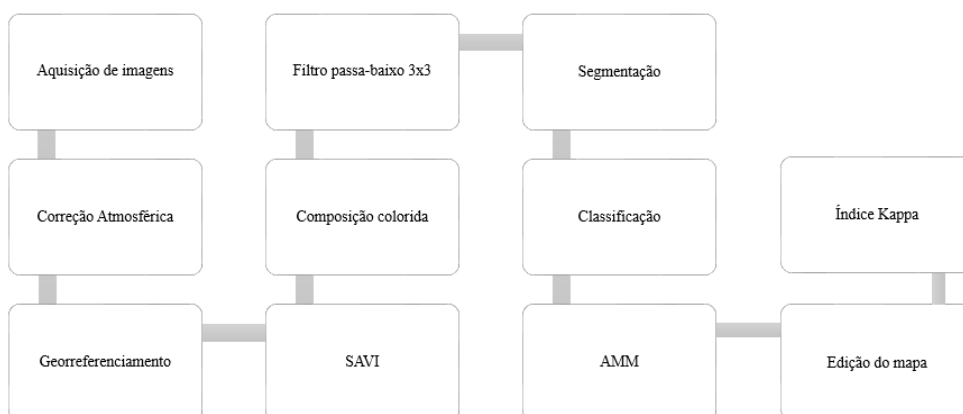 Aquisição de imagens
Correção Atmosférica
Georreferenciamento
SAVI
Composição colorida
Filtro passa-baixo 3x3
Segmentação
Classificação
AMM
Edição do mapa
Índice Kappa